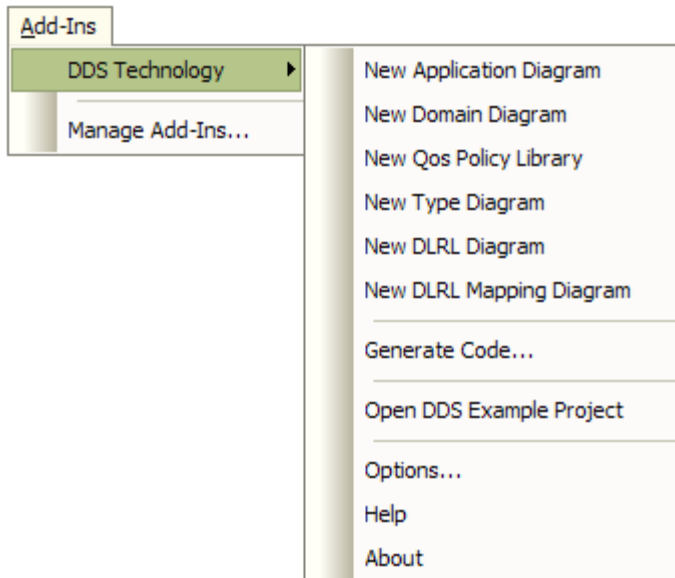 Add-Ins
DDS Technology
Manage Add-Ins...
New Application Diagram
New Domain Diagram
New Qos Policy Library
New Type Diagram
New DLRL Diagram
New DLRL Mapping Diagram
Generate Code...
Open DDS Example Project
Options...
Help
About